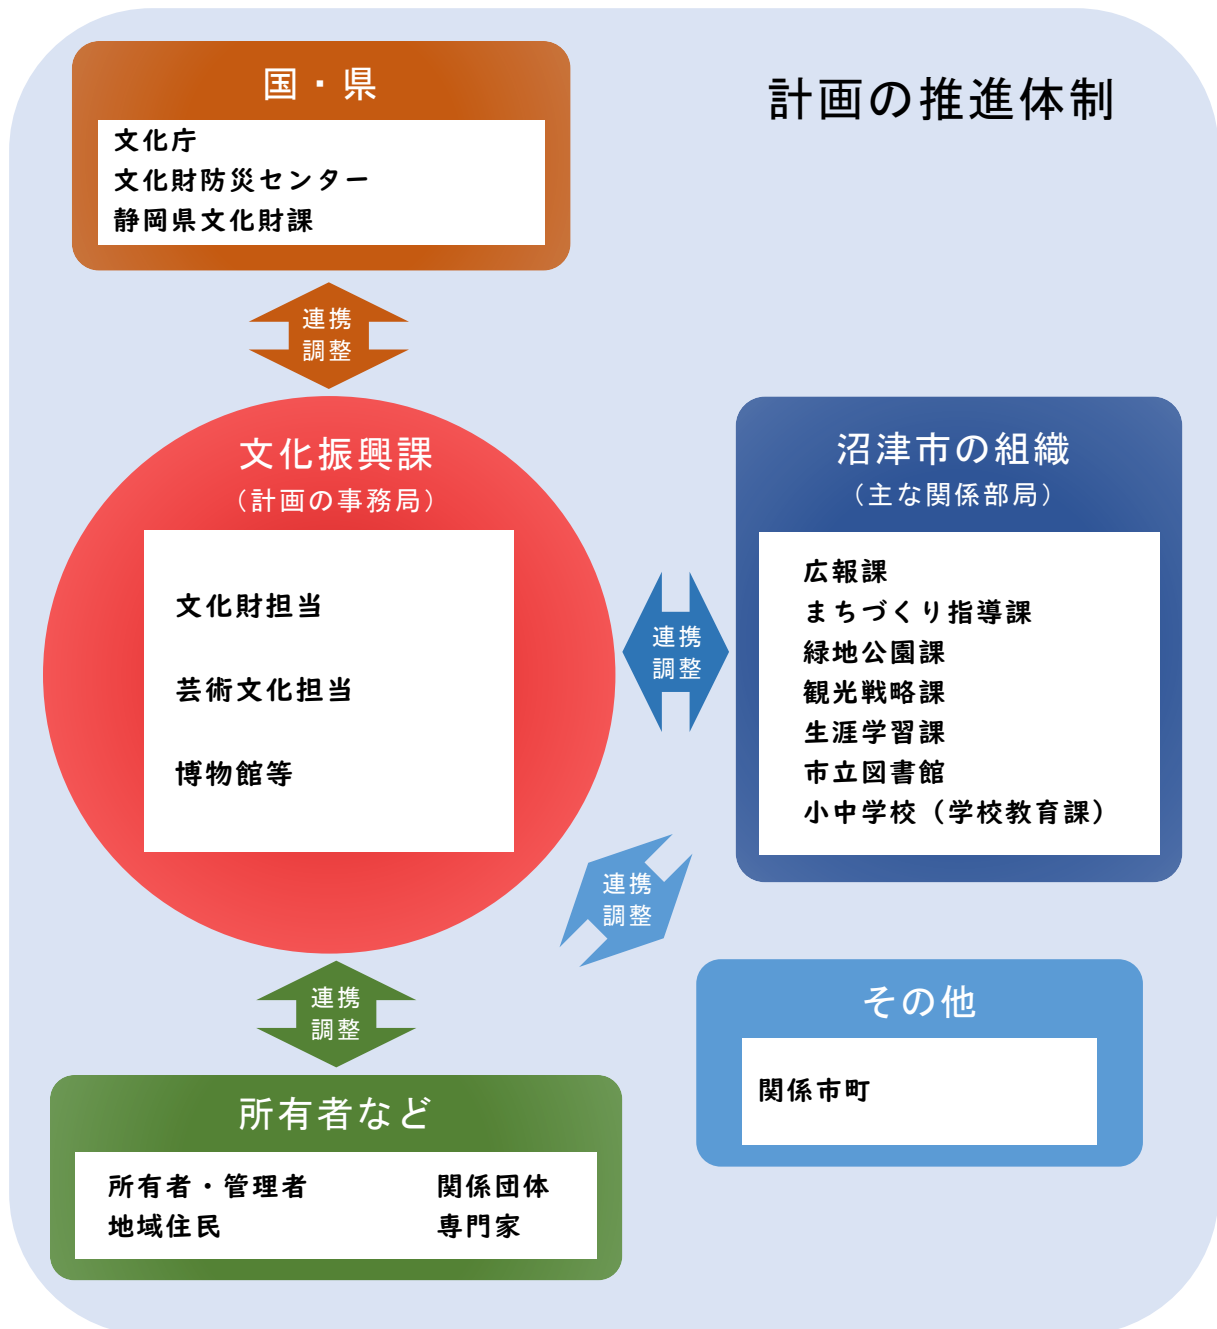 計画の推進体制
国・県
文化庁
文化財防災センター
静岡県文化財課
連携
調整
文化振興課
（計画の事務局）
文化財担当
芸術文化担当
博物館等
連携
調整
沼津市の組織
（主な関係部局）
広報課
まちづくり指導課
緑地公園課
観光戦略課
生涯学習課
市立図書館
小中学校（学校教育課）
連携
調整
その他
関係市町
連携
調整
所有者など
所有者・管理者 関係団体
地域住民 専門家